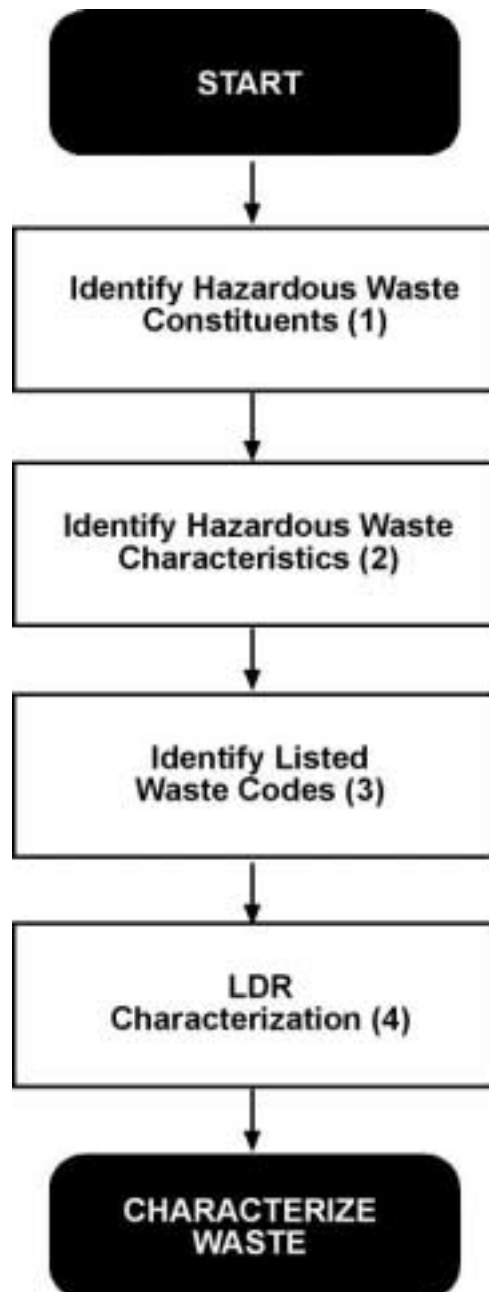 START
Identify Hazardous Waste
Constituents (1)
Identify Hazardous Waste
Characteristics (2)
Identify Listed
Waste Codes (3)
LDR
Characterization (4)
CHARACTERIZE
WASTE